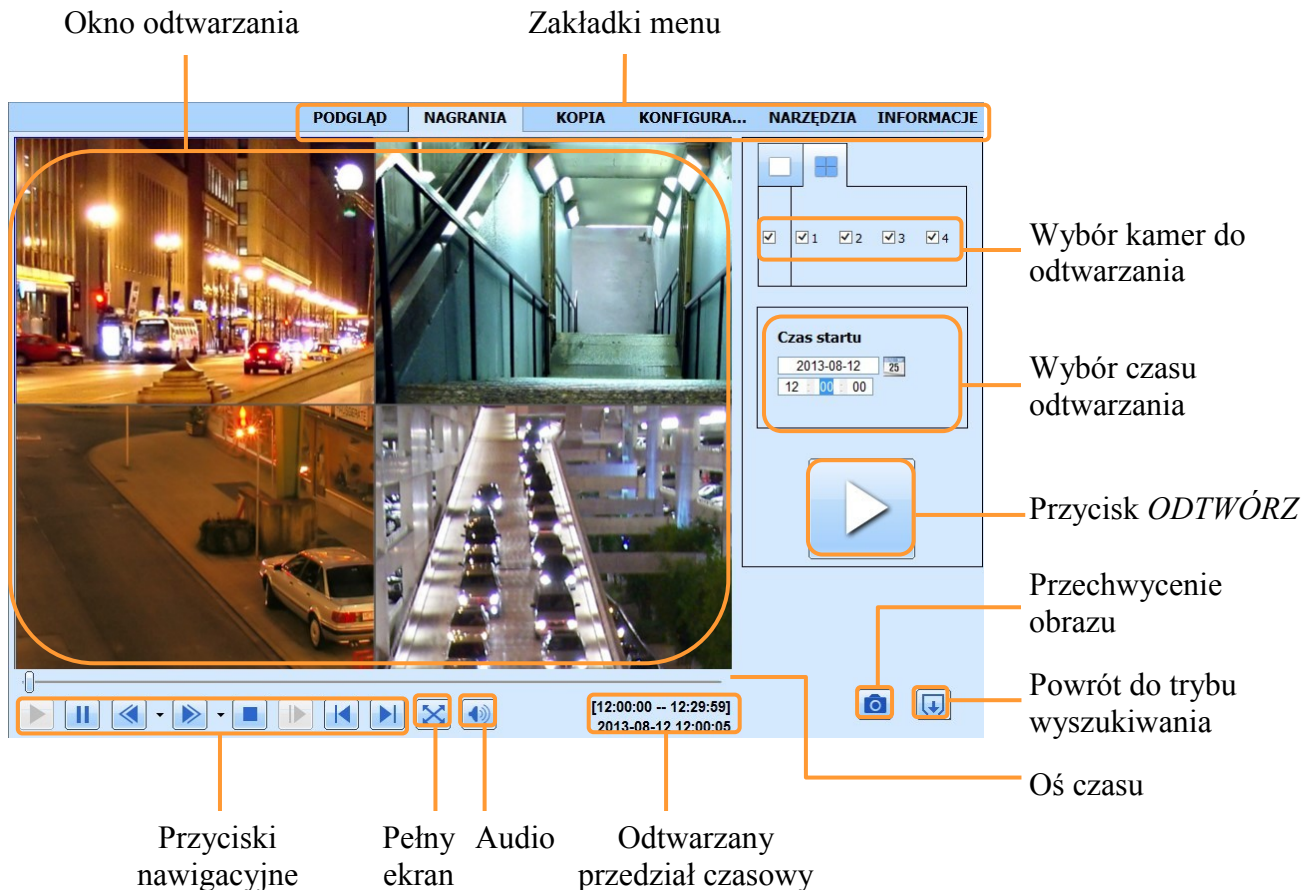 Okno odtwarzania
Zakładki menu
PODGLĄD NAGRANIA KOPIA KONFIGURA... NARZĘDZIA INFORMACJE
1 2 3 4
Wybór kamer do
odtwarzania
Czas startu
2013-08-12 25
12 : 00 : 00
Wybór czasu
odtwarzania
Przycisk ODTWÓRZ
Przechwycenie
obrazu
Powrót do trybu
wyszukiwania
[12:00:00 -- 12:29:59]
2013-08-12 12:00:05
Oś czasu
Przyciski
nawigacyjne
Pełny
ekran
Audio
Odtwarzany
przedział czasowy